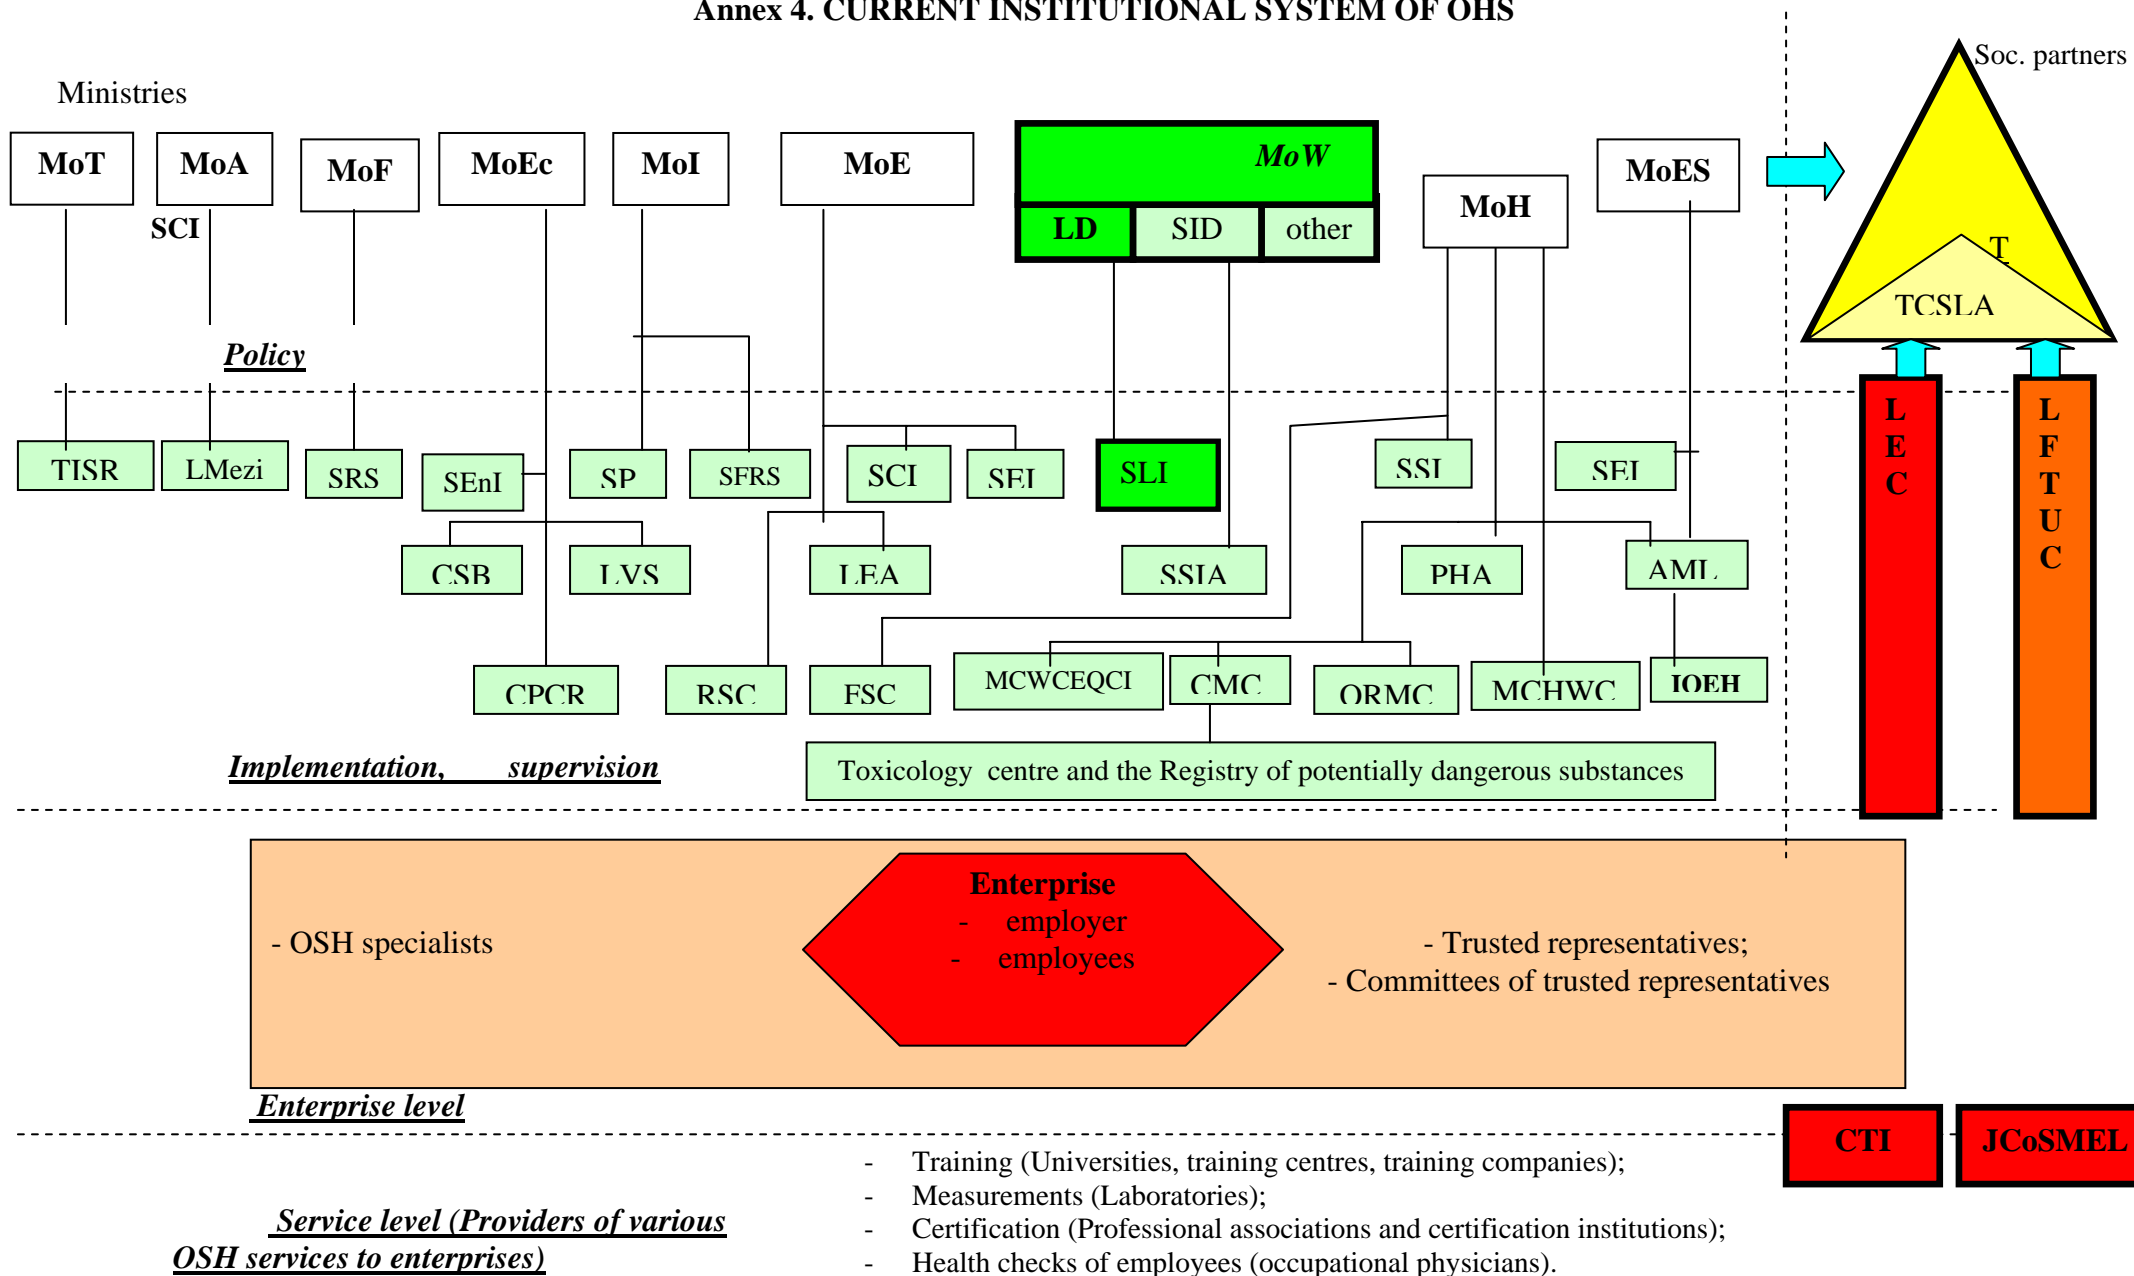 Annex 4. CURRENT INSTITUTIONAL SYSTEM OF OHS
Soc. partners
Ministries
MoT
MoA
MoF
MoEc
MoI
MoE
MoW
LD
SID
other
MoH
MoES
SCI
T
TCSLA
Policy
LEC
LFTUC
TISR
LMezi
SRS
SEnI
SP
SFRS
SCI
SEI
SLI
SSI
SEI
CSB
LVS
LEA
SSIA
PHA
AML
CPCR
RSC
FSC
MCWCEQCI
CMC
ORMC
MCHWC
IOEH
Implementation, supervision
Toxicology centre and the Registry of potentially dangerous substances
Enterprise
- employer
- employees
- OSH specialists
- Trusted representatives;
- Committees of trusted representatives
Enterprise level
CTI
JCoSMEL
- Training (Universities, training centres, training companies);
- Measurements (Laboratories);
- Certification (Professional associations and certification institutions);
- Health checks of employees (occupational physicians).
Service level (Providers of various
OSH services to enterprises)